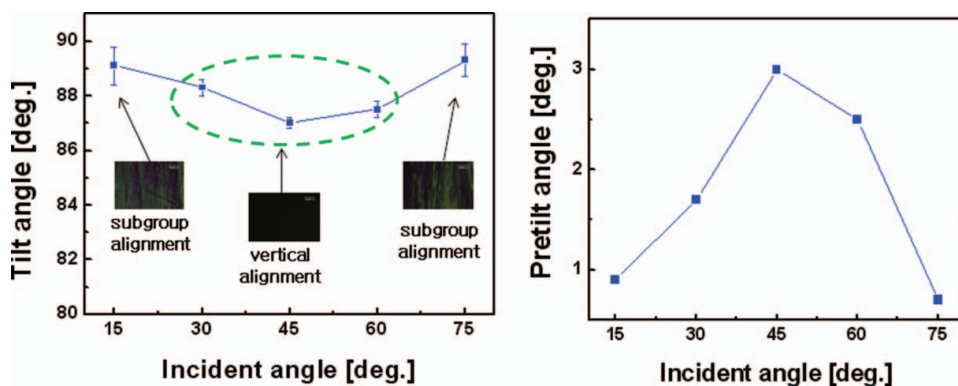 Tilt angle [deg.]
90
88
86
84
82
80
subgroup
alignment
vertical
alignment
subgroup
alignment
15
30
45
60
75
Incident angle [deg.]
Pretilt angle [deg.]
3
2
1
15
30
45
60
75
Incident angle [deg.]